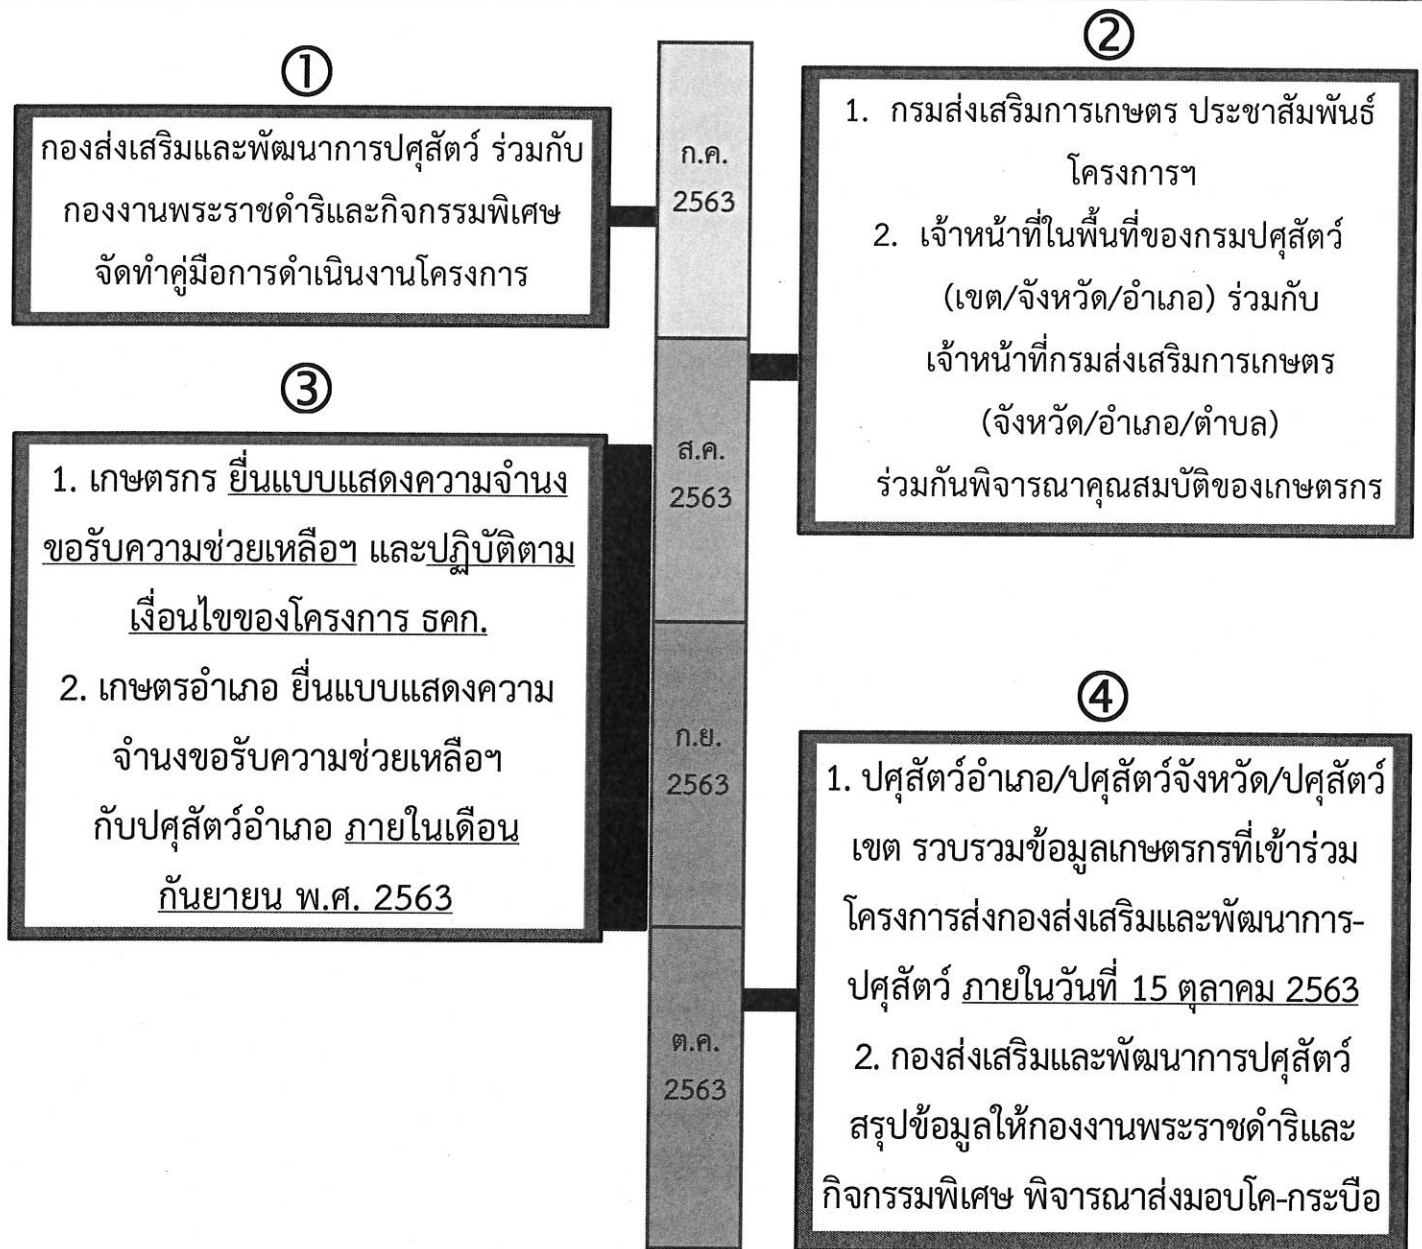 ①
กองส่งเสริมและพัฒนาการปศุสัตว์ ร่วมกับ
กองงานพระราชดำริและกิจกรรมพิเศษ
จัดทำคู่มือการดำเนินงานโครงการ
ก.ค.
2563
②
1. กรมส่งเสริมการเกษตร ประชาสัมพันธ์
โครงการฯ
2. เจ้าหน้าที่ในพื้นที่ของกรมปศุสัตว์
(เขต/จังหวัด/อำเภอ) ร่วมกับ
เจ้าหน้าที่กรมส่งเสริมการเกษตร
(จังหวัด/อำเภอ/ตำบล)
ร่วมกันพิจารณาคุณสมบัติของเกษตรกร
③
1. เกษตรกร ยื่นแบบแสดงความจำนง
ขอรับความช่วยเหลือฯ และปฏิบัติตาม
เงื่อนไขของโครงการ ธคก.
2. เกษตรอำเภอ ยื่นแบบแสดงความ
จำนงขอรับความช่วยเหลือฯ
กับปศุสัตว์อำเภอ ภายในเดือน
กันยายน พ.ศ. 2563
ส.ค.
2563
ก.ย.
2563
④
1. ปศุสัตว์อำเภอ/ปศุสัตว์จังหวัด/ปศุสัตว์
เขต รวบรวมข้อมูลเกษตรกรที่เข้าร่วม
โครงการส่งกองส่งเสริมและพัฒนาการ-
ปศุสัตว์ ภายในวันที่ 15 ตุลาคม 2563
2. กองส่งเสริมและพัฒนาการปศุสัตว์
สรุปข้อมูลให้กองงานพระราชดำริและ
กิจกรรมพิเศษ พิจารณาส่งมอบโค-กระบือ
ต.ค.
2563